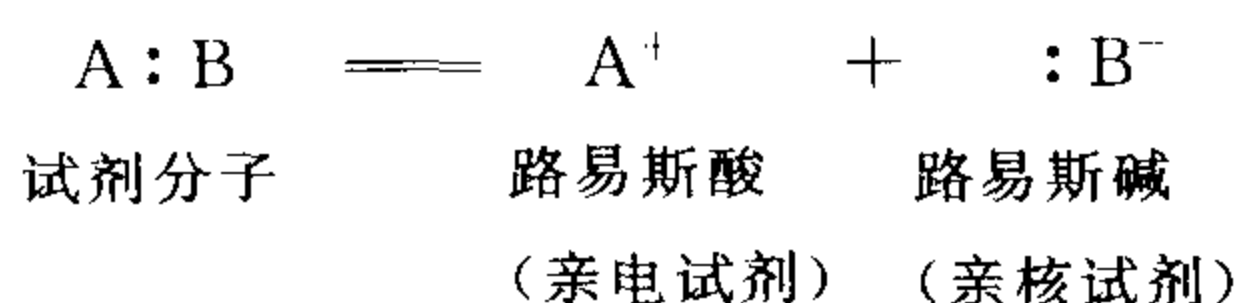 A : B == A⁺ + : B⁻
试剂分子 路易斯酸 路易斯碱
（亲电试剂） （亲核试剂）